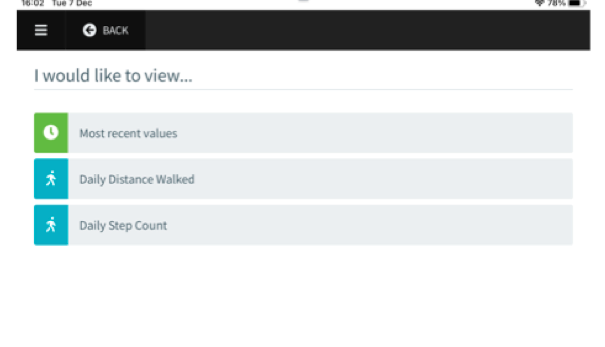 16:02 Tue 7 Dec 78%
BACK
I would like to view...
Most recent values
Daily Distance Walked
Daily Step Count